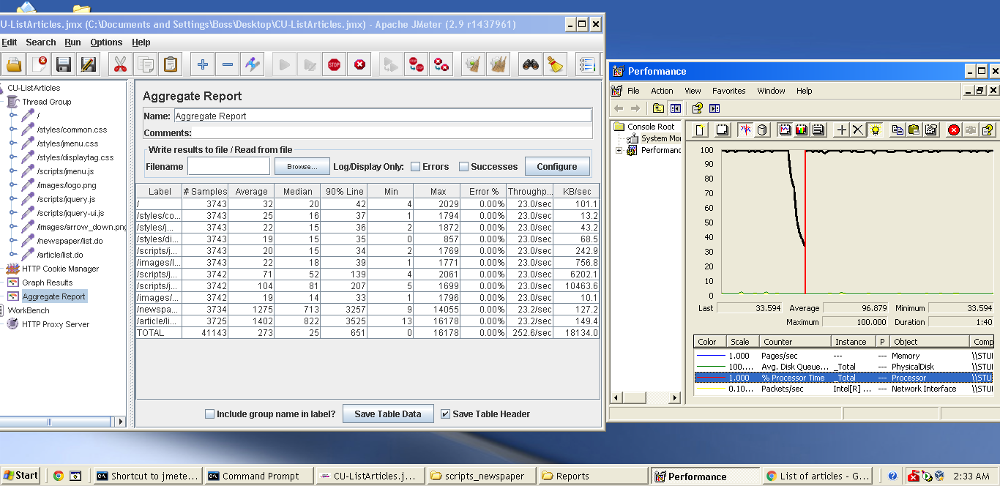 U-ListArticles.jmx (C:\Documents and Settings\Boss\Desktop\CU-ListArticles.jmx) - Apache JMeter (2.9 r1437961)
Edit Search Run Options Help
STOP
CU-ListArticles
Thread Group
/
/styles/common.css
/styles/jmenu.css
/styles/displaytag.css
/scripts/jmenu.js
/images/logo.png
/scripts/jquery.js
/scripts/jquery-ui.js
/images/arrow_down.png
/newspaper/list.do
/article/list.do
HTTP Cookie Manager
Graph Results
Aggregate Report
WorkBench
HTTP Proxy Server
Aggregate Report
Name: Aggregate Report
Comments:
Write results to file / Read from file
Filename Browse... Log/Display Only: Errors Successes Configure
Label # Samples Average Median 90% Line Min Max Error % Throughp... KB/sec
/ 3743 32 20 42 4 2029 0.00% 23.0/sec 101.1
/styles/co... 3743 25 16 37 1 1794 0.00% 23.0/sec 13.2
/styles/j... 3743 22 15 36 2 1872 0.00% 23.0/sec 43.2
/styles/di... 3743 19 15 35 0 857 0.00% 23.0/sec 68.5
/scripts/j... 3743 20 15 34 2 1769 0.00% 23.0/sec 242.9
/images/l... 3743 22 18 39 1 1771 0.00% 23.0/sec 756.8
/scripts/j... 3742 71 52 139 4 2061 0.00% 23.0/sec 6202.1
/scripts/j... 3742 104 81 207 5 1699 0.00% 23.0/sec 10463.6
/images/... 3742 19 14 33 1 1796 0.00% 23.0/sec 10.1
/newspa... 3734 1275 713 3257 9 14055 0.00% 23.2/sec 127.2
/article/li... 3725 1402 822 3525 13 16178 0.00% 23.2/sec 149.4
TOTAL 41143 273 25 651 0 16178 0.00% 252.6/sec 18134.0
Include group name in label? Save Table Data Save Table Header
Performance
File Action View Favorites Window Help
Console Root
System Mo
Performanc
100
90
80
70
60
50
40
30
20
10
0
Last 33.594 Average 96.879 Minimum 33.594
Maximum 100.000 Duration 1:40
Color Scale Counter Instance P Object Comp
1.000 Pages/sec --- --- Memory \\STU
100.... Avg. Disk Queue... _Total --- PhysicalDisk \\STU
1.000 % Processor Time _Total --- Processor \\STU
0.10... Packets/sec Intel[R] ... --- Network Interface \\STU
Start Shortcut to jmete... Command Prompt CU-ListArticles.j... scripts_newspaper Reports Performance List of articles - G... 2:33 AM